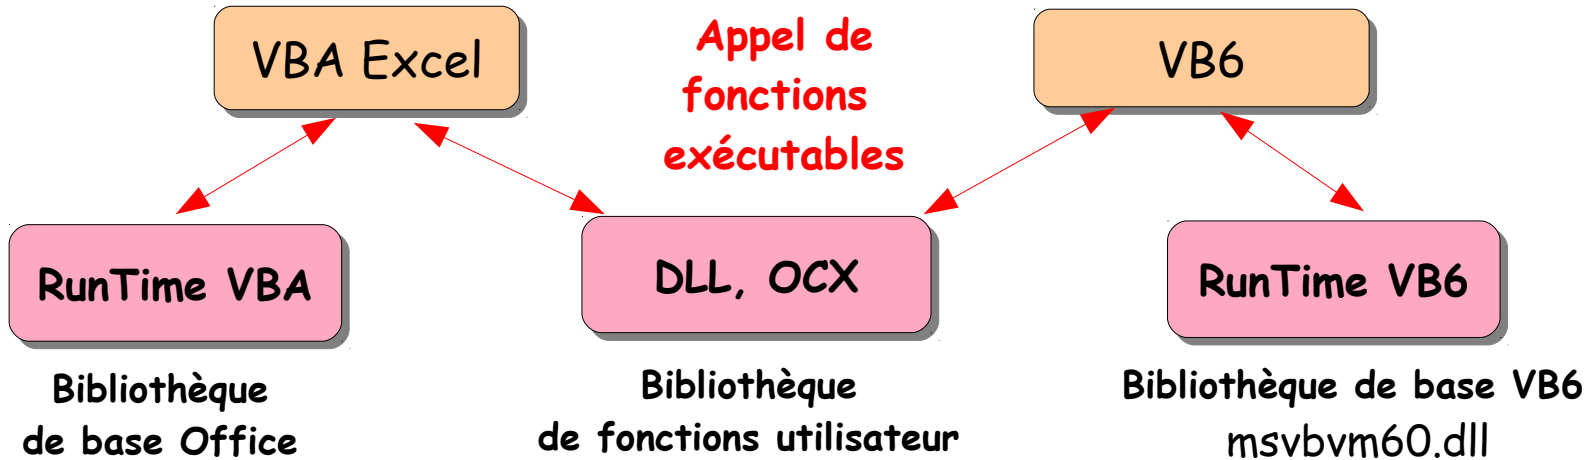 VBA Excel
Appel de
fonctions
exécutables
VB6
RunTime VBA
DLL, OCX
RunTime VB6
Bibliothèque
de base Office
Bibliothèque
de fonctions utilisateur
Bibliothèque de base VB6
msvbvm60.dll